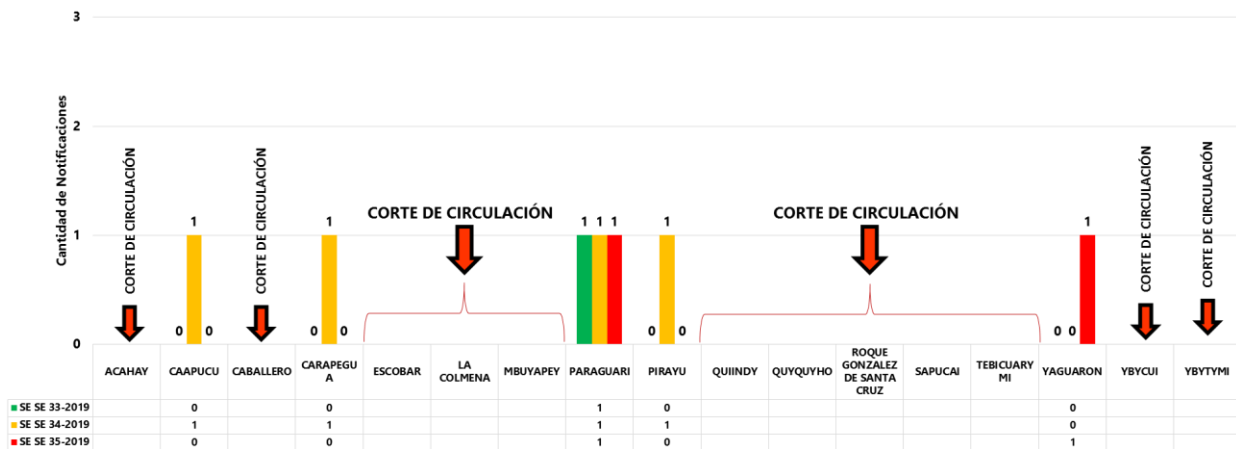 3
2
1
0
Cantidad de Notificaciones
CORTE DE CIRCULACIÓN
0 1 0
CORTE DE CIRCULACIÓN
0 1 0
CORTE DE CIRCULACIÓN
1 1 1
0 1 0
CORTE DE CIRCULACIÓN
0 0 1
CORTE DE CIRCULACIÓN
CORTE DE CIRCULACIÓN
ACAHAY
CAAPUCU
CABALLERO
CARAPEGU
A
ESCOBAR
LA
COLMENA
MBUYAPEY
PARAGUARI
PIRAYU
QUIINDY
QUYQUYHO
ROQUE
GONZALEZ
DE SANTA
CRUZ
SAPUCAI
TEBICUARY
MI
YAGUARON
YBYCUI
YBYTYMI
SE SE 33-2019 0 0 1 0 0
SE SE 34-2019 1 1 1 1 0
SE SE 35-2019 0 0 1 0 1